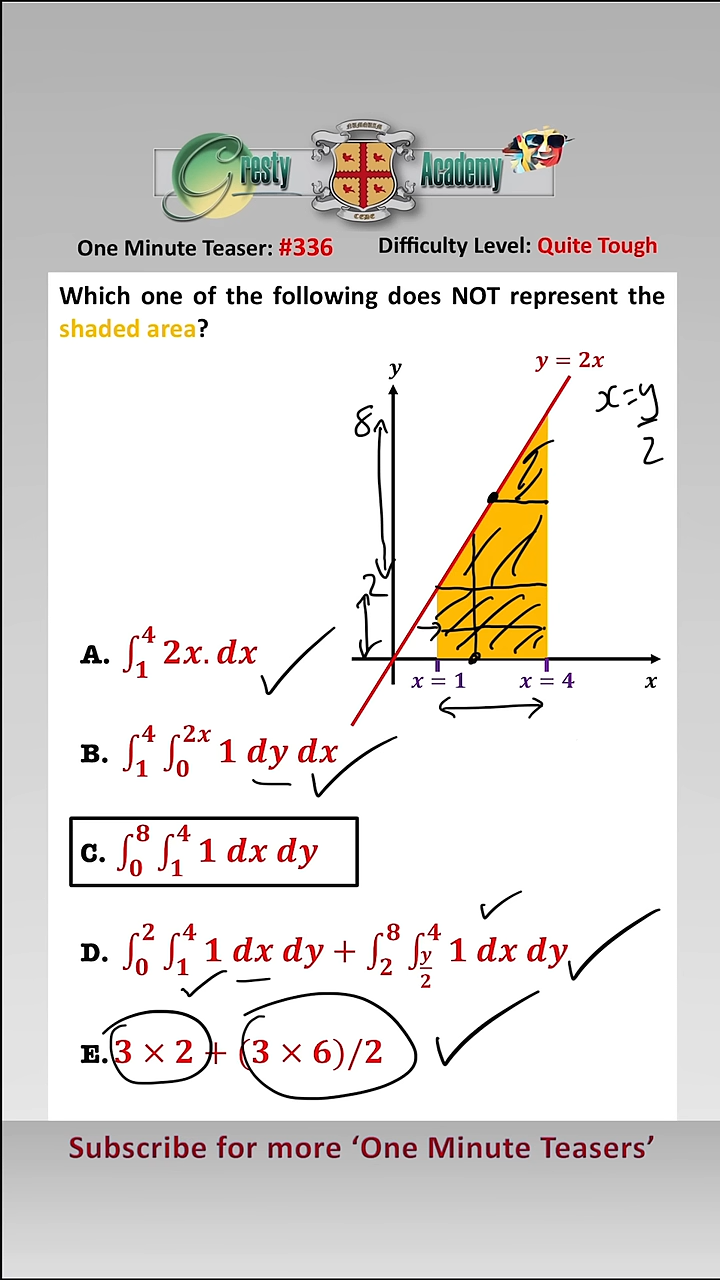 Cresty Academy
NUMORUM
CEDE
One Minute Teaser: #336 Difficulty Level: Quite Tough
Which one of the following does NOT represent the
shaded area?
y = 2x
y
x = y/2
8
2
x = 1 x = 4 x
A. ∫₁⁴ 2x. dx
B. ∫₁⁴ ∫₀²ˣ 1 dy dx
C. ∫₀⁸ ∫₁⁴ 1 dx dy
D. ∫₀² ∫₁⁴ 1 dx dy + ∫₂⁸ ∫_{y/2}^4 1 dx dy
E. 3 × 2 + (3 × 6)/2
Subscribe for more ‘One Minute Teasers’